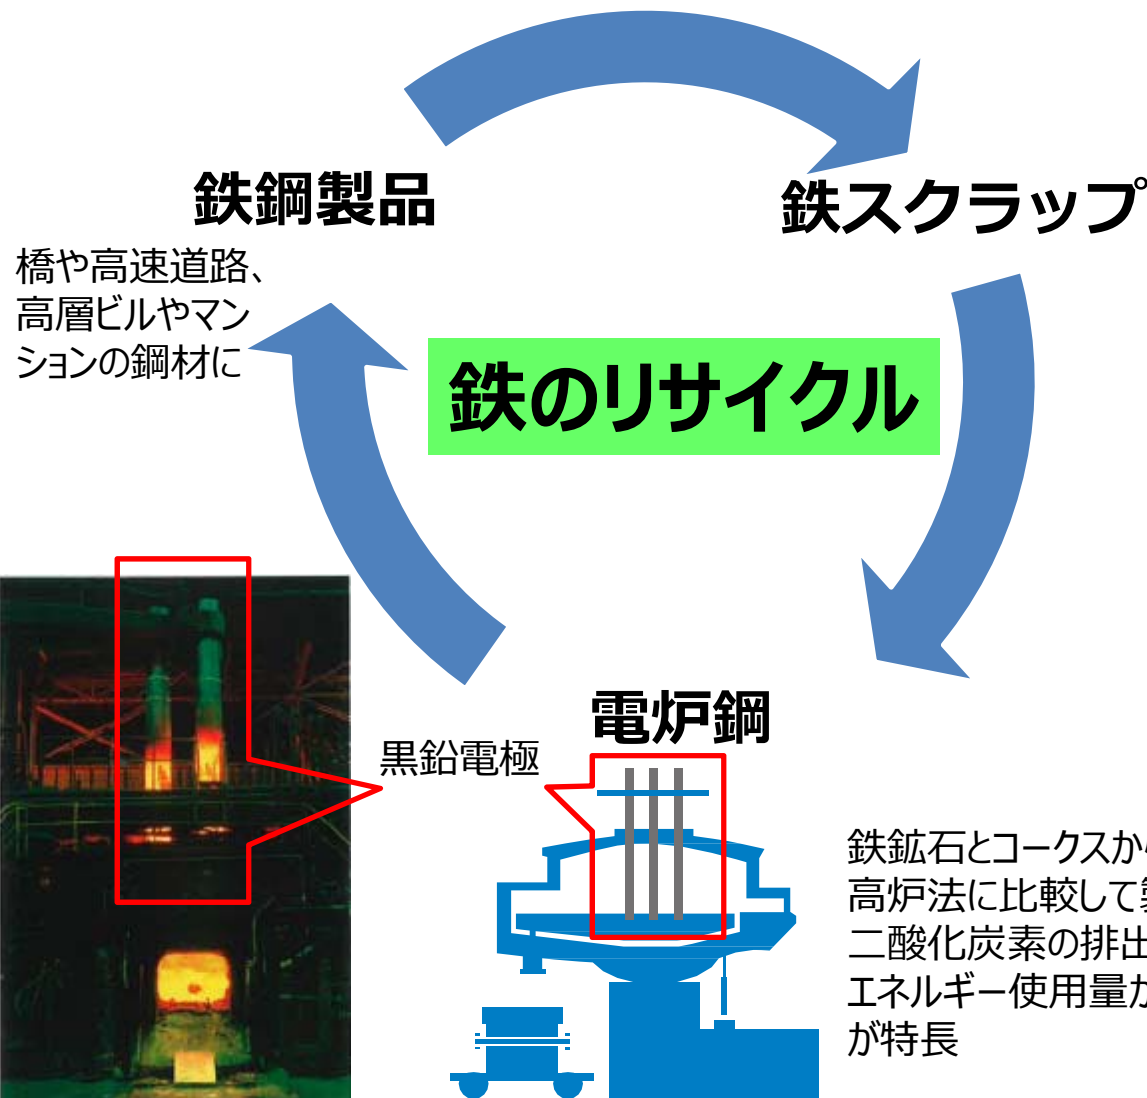 鉄鋼製品
鉄スクラップ
橋や高速道路、
高層ビルやマン
ションの鋼材に
鉄のリサイクル
電炉鋼
黒鉛電極
鉄鉱石とコークスか
高炉法に比較して
二酸化炭素の排出
エネルギー使用量が
が特長